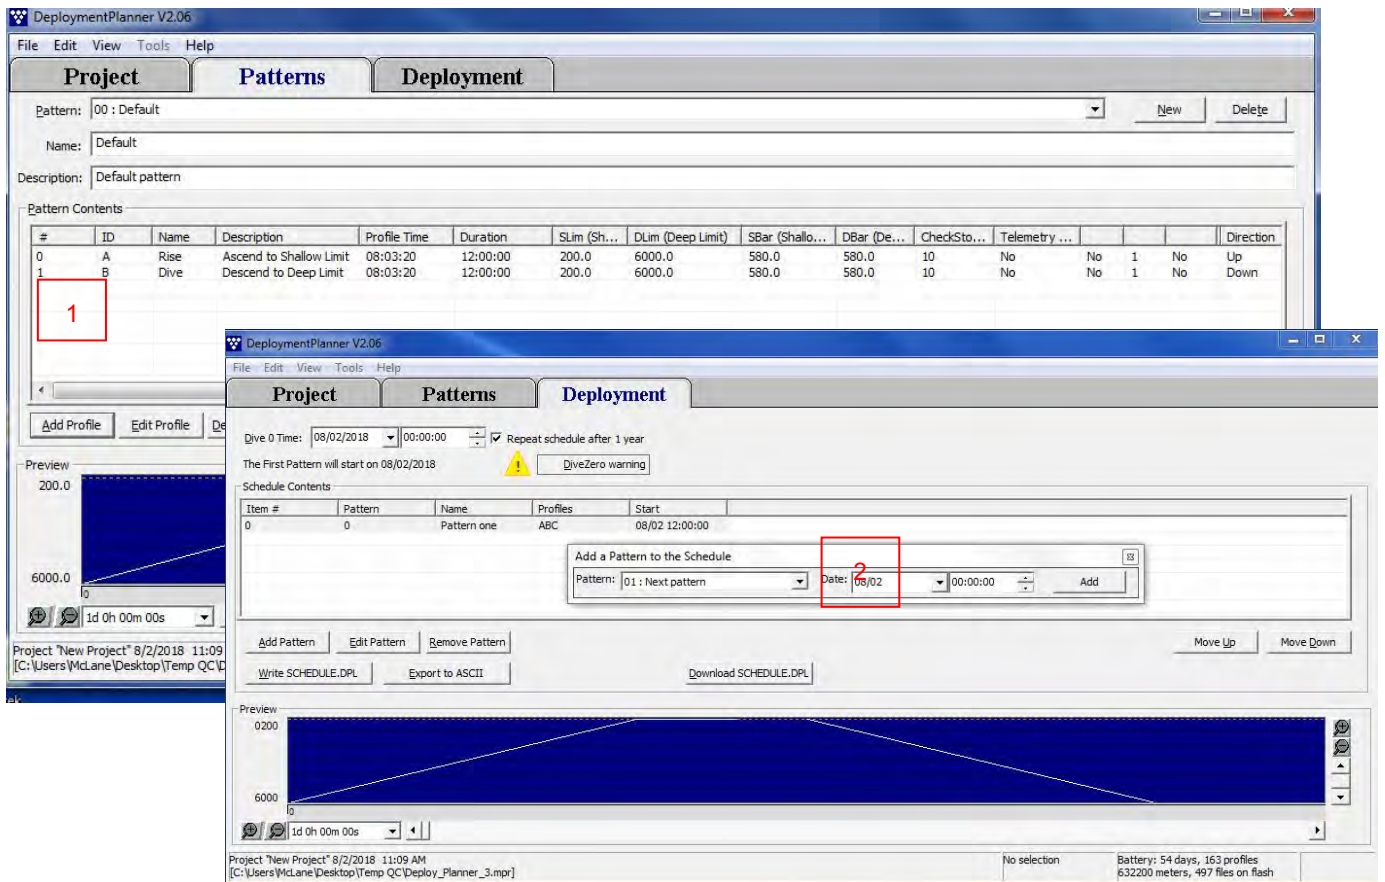 DeploymentPlanner V2.06
File Edit View Tools Help
Project Patterns Deployment
Pattern: 00 : Default New Delete
Name: Default
Description: Default pattern
Pattern Contents
# ID Name Description Profile Time Duration SLim (Sh... DLim (Deep Limit) SBar (Shallo... DBar (De... CheckSto... Telemetry ... Direction
0 A Rise Ascend to Shallow Limit 08:03:20 12:00:00 200.0 6000.0 580.0 580.0 10 No No 1 No Up
1 B Dive Descend to Deep Limit 08:03:20 12:00:00 200.0 6000.0 580.0 580.0 10 No No 1 No Down
1
Add Profile Edit Profile De
Preview
200.0
6000.0
0
1d 0h 00m 00s
Project "New Project" 8/2/2018 11:09
[C:\Users\McLane\Desktop\Temp QC\D
ek
DeploymentPlanner V2.06
File Edit View Tools Help
Project Patterns Deployment
Dive 0 Time: 08/02/2018 00:00:00 Repeat schedule after 1 year
The First Pattern will start on 08/02/2018 DiveZero warning
Schedule Contents
Item # Pattern Name Profiles Start
0 0 Pattern one ABC 08/02 12:00:00
Add a Pattern to the Schedule
2
Pattern: 01 : Next pattern Date: 08/02 00:00:00 Add
Add Pattern Edit Pattern Remove Pattern Move Up Move Down
Write SCHEDULE.DPL Export to ASCII Download SCHEDULE.DPL
Preview
0200
6000
0
1d 0h 00m 00s
Project "New Project" 8/2/2018 11:09 AM No selection Battery: 54 days, 163 profiles
[C:\Users\McLane\Desktop\Temp QC\Deploy_Planner_3.mpr] 632200 meters, 497 files on flash